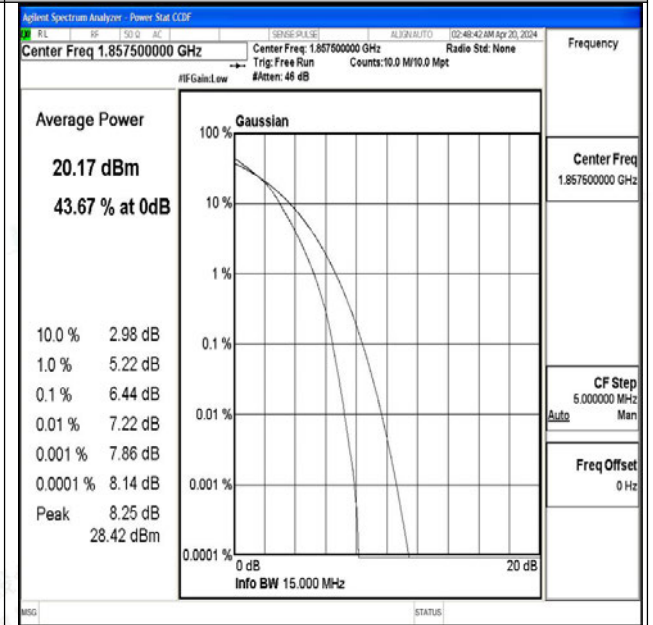 Agilent Spectrum Analyzer - Power Stat CCDF
RL RF 50 Ω AC SENSE:PULSE ALIGN AUTO 02:48:42 AM Apr 20, 2024
Center Freq 1.857500000 GHz
Center Freq: 1.857500000 GHz Radio Std: None
Trig: Free Run Counts:10.0 M/10.0 Mpt
#IFGain:Low #Atten: 46 dB
Frequency
Average Power
20.17 dBm
43.67 % at 0dB
10.0 % 2.98 dB
1.0 % 5.22 dB
0.1 % 6.44 dB
0.01 % 7.22 dB
0.001 % 7.86 dB
0.0001 % 8.14 dB
Peak 8.25 dB
28.42 dBm
Gaussian
100 %
10 %
1 %
0.1 %
0.01 %
0.001 %
0.0001 %
0 dB 20 dB
Info BW 15.000 MHz
Center Freq
1.857500000 GHz
CF Step
5.000000 MHz
Auto Man
Freq Offset
0 Hz
MSG STATUS